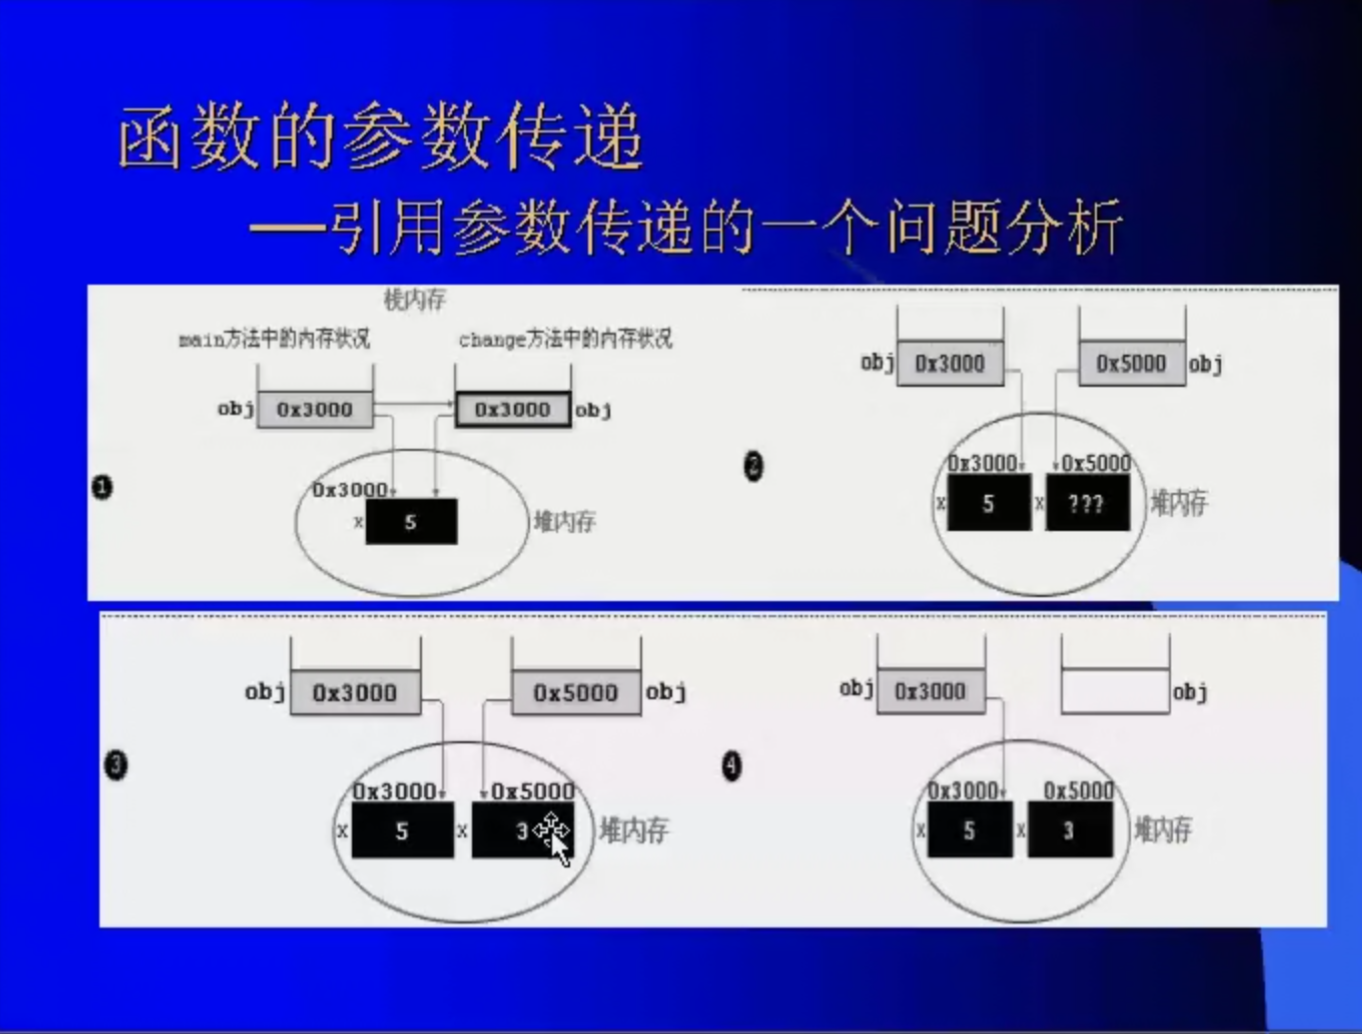 函数的参数传递
——引用参数传递的一个问题分析
栈内存
main方法中的内存状况 change方法中的内存状况
obj 0x3000 0x3000 obj
1
0x3000
x 5 堆内存
obj 0x3000 0x5000 obj
2
0x3000 0x5000
x 5 x ??? 堆内存
obj 0x3000 0x5000 obj
3
0x3000 0x5000
x 5 x 3 堆内存
obj 0x3000 obj
4
0x3000 0x5000
x 5 x 3 堆内存